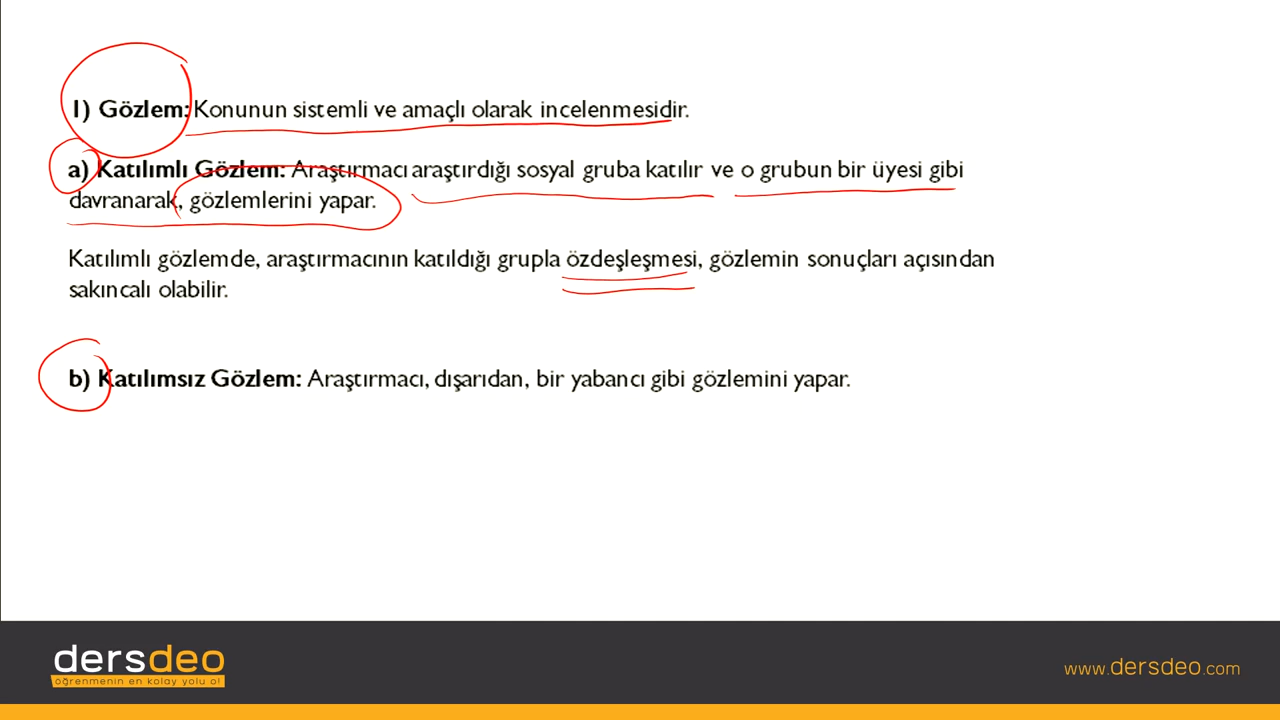 1) Gözlem: Konunun sistemli ve amaçlı olarak incelenmesidir.
a) Katılımlı Gözlem: Araştırmacı araştırdığı sosyal gruba katılır ve o grubun bir üyesi gibi
davranarak, gözlemlerini yapar.
Katılımlı gözlemde, araştırmacının katıldığı grupla özdeşleşmesi, gözlemin sonuçları açısından
sakıncalı olabilir.
b) Katılımsız Gözlem: Araştırmacı, dışarıdan, bir yabancı gibi gözlemini yapar.
dersdeo
öğrenmenin en kolay yolu o!
www.dersdeo.com